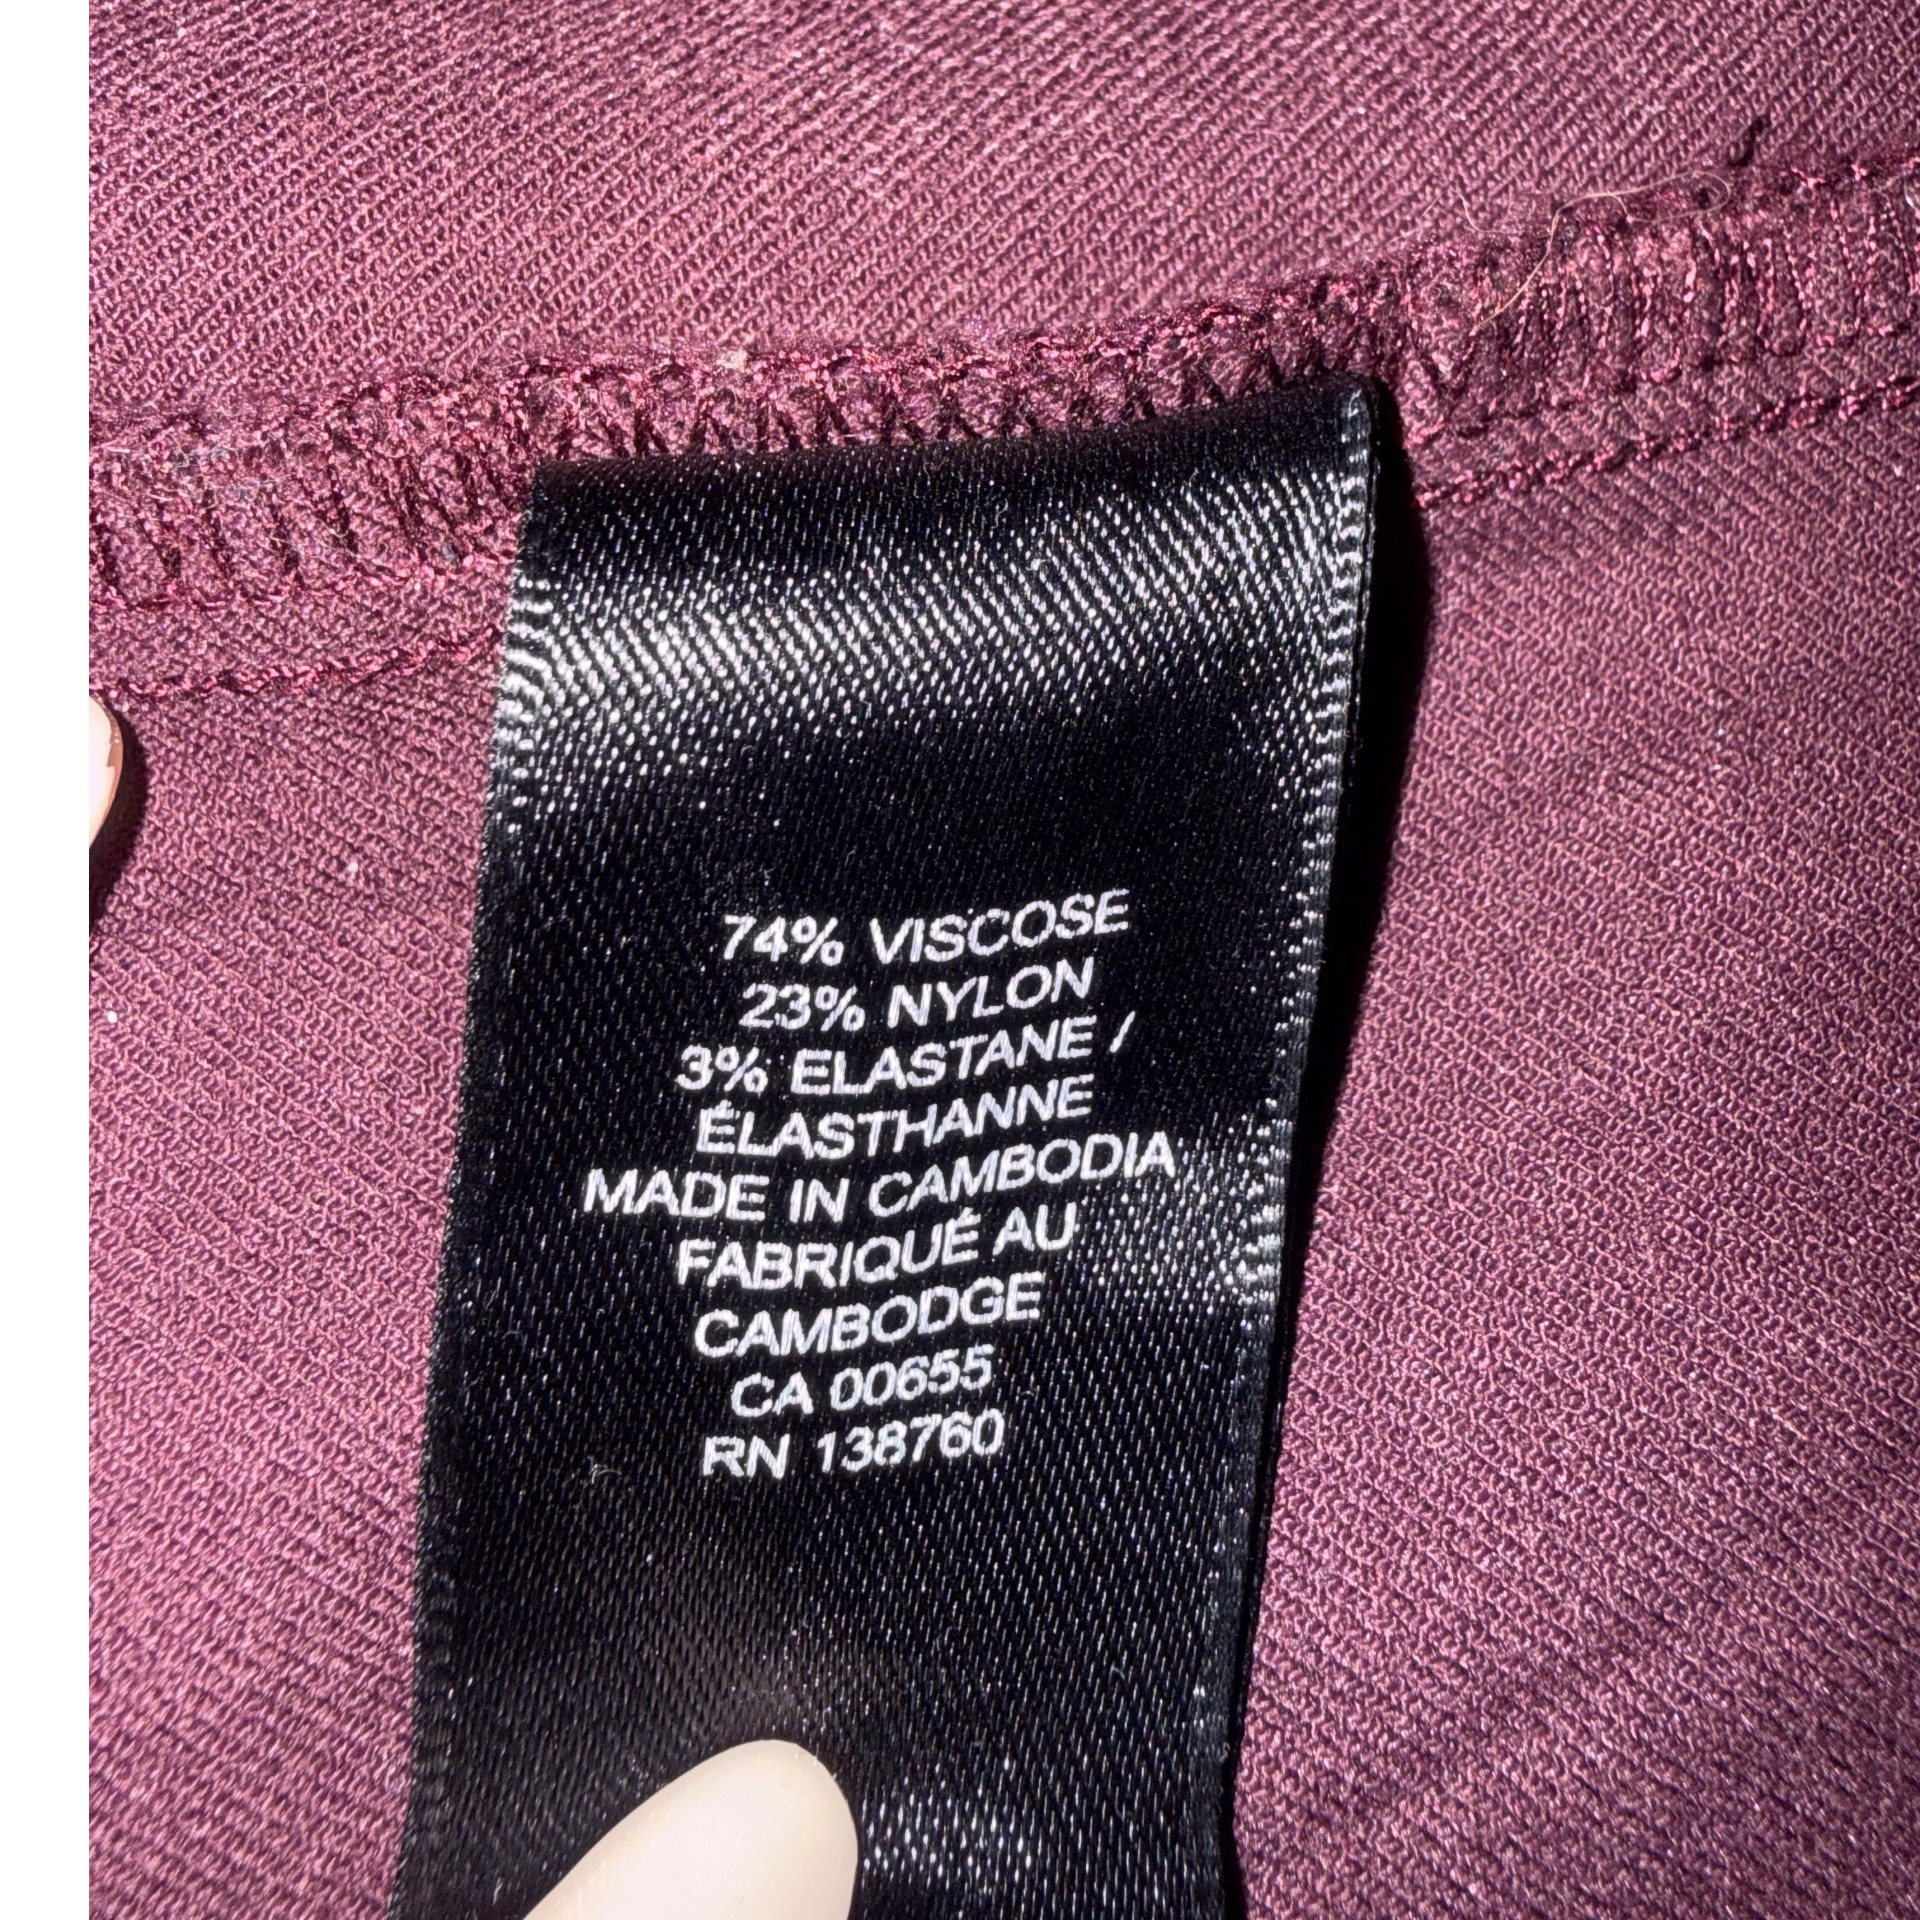 74% VISCOSE
23% NYLON
3% ELASTANE /
ÉLASTHANNE
MADE IN CAMBODIA
FABRIQUÉ AU
CAMBODGE
CA 00655
RN 138760